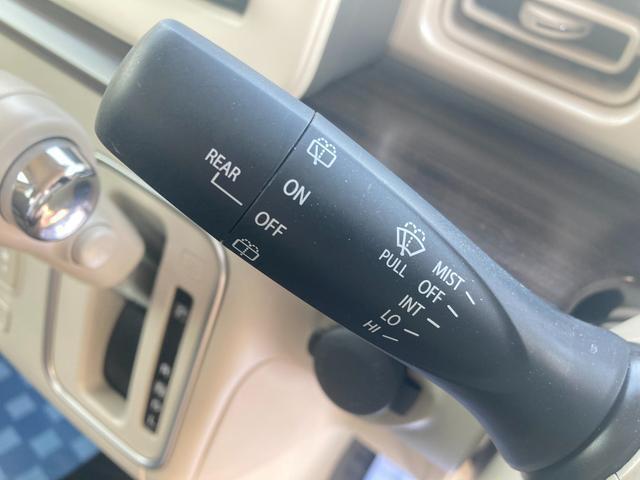 REAR
ON
OFF
PULL
MIST
OFF
INT
LO
HI